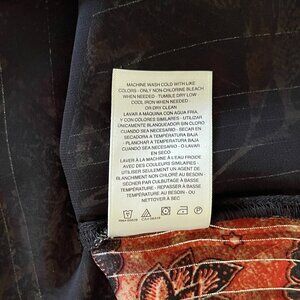 MACHINE WASH COLD WITH LIKE
COLORS - ONLY NON-CHLORINE BLEACH
WHEN NEEDED - TUMBLE DRY LOW
COOL IRON WHEN NEEDED
OR DRY CLEAN
LAVAR A MÁQUINA CON AGUA FRIA
Y CON COLORES SIMILARES - UTILIZAR
ÚNICAMENTE BLANQUEADOR SIN CLORO
CUANDO SEA NECESARIO - SECAR EN
SECADORA A TEMPERATURA BAJA
PLANCHAR A TEMPERATURA BAJA
CUANDO SEA NECESARIO - O LAVAR
EN SECO
LAVER À LA MACHINE À L'EAU FROIDE
AVEC DES COULEURS SIMILAIRES -
UTILISER SEULEMENT UN AGENT DE
BLANCHIMENT NON CHLORÉ AU BESOIN
SÉCHER PAR CULBUTAGE À BASSE
TEMPÉRATURE - REPASSER À BASSE
TEMPÉRATURE AU BESOIN - OU
NETTOYER À SEC